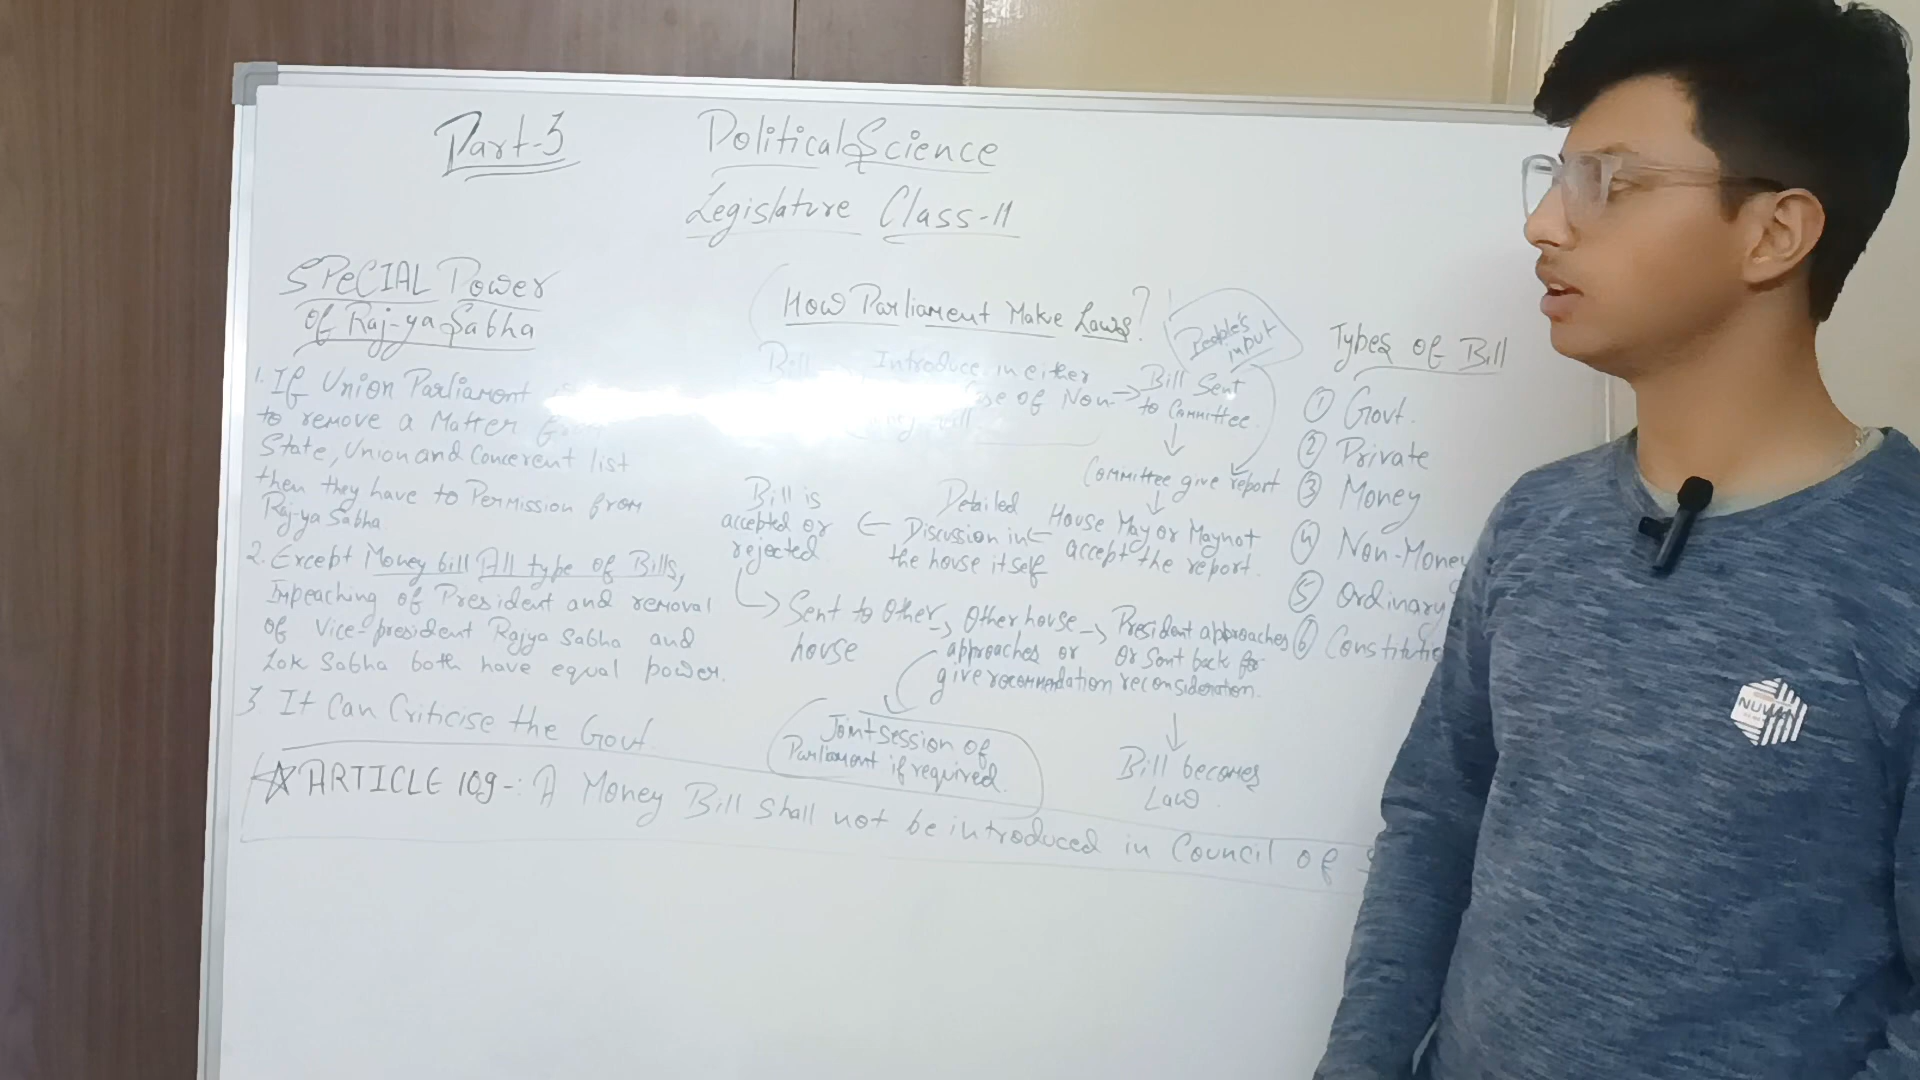 Part-3
Political Science
Legislature Class-11
SPeCIAL Power
Of Raj-ya Sabha
1. If Union Parliament
to remove a Matter
State, Union and Concerent list
then they have to Permission from
Raj-ya Sabha
2. Except Money bill All type of Bills,
Impeaching of President and removal
of Vice-president Rajya Sabha and
Lok Sabha both have equal power.
3. It Can Criticise the Govt.
How Parliament Make Laws?
People's
input
Bill Introduce in either
of Non-
→ Bill Sent
to Committee
↓
Committee give report
↓
House May or Maynot
accept the report.
← Detailed
Discussion in
the house itself
← Bill is
accepted or
rejected
→ Sent to Other
house
→ Other house
approaches or
give recommendation
→ President approaches
Or Sent back for
reconsideration.
Joint session of
Parliament if required.
↓
Bill becomes
Law.
Types of Bill
① Govt.
② Private
③ Money
④ Non-Money
⑤ Ordinary
⑥
☆ ARTICLE 109-: A Money Bill Shall not be introduced in Council of